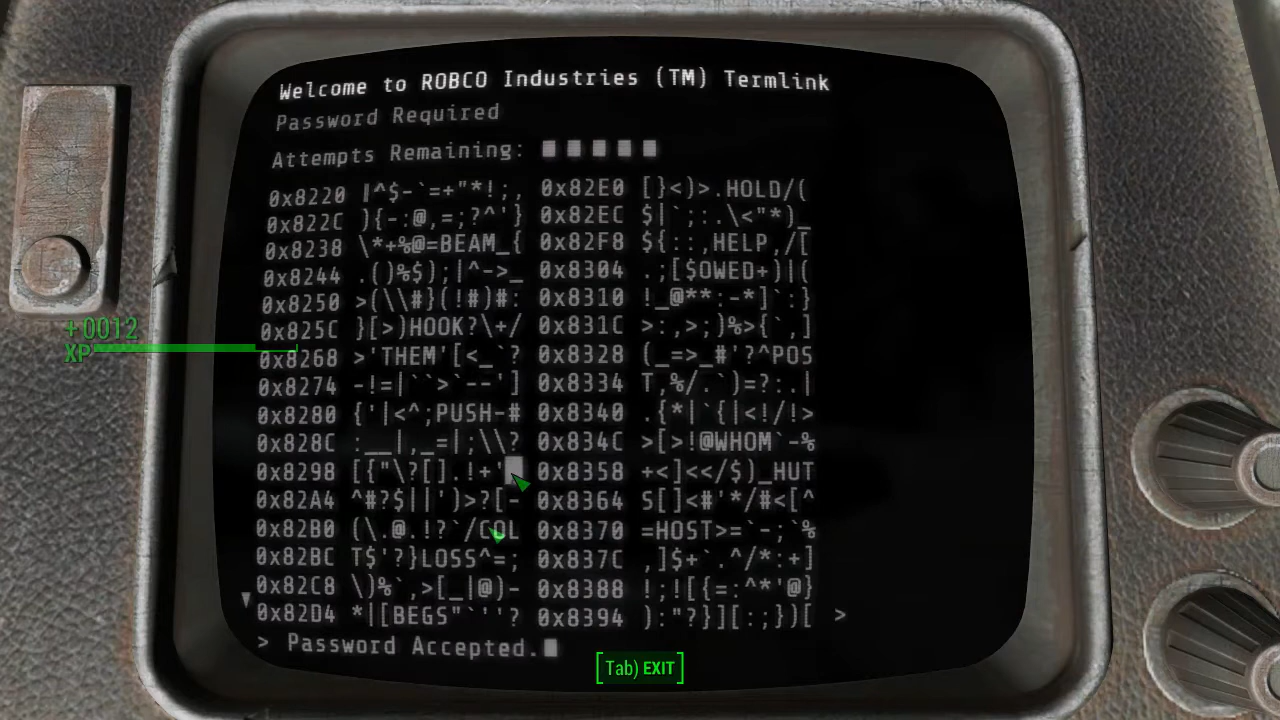 Welcome to ROBCO Industries (TM) Termlink
Password Required
Attempts Remaining: ■ ■ ■ ■ ■
0x8220 |^$-`=+"*!;, 0x82E0 [}<)>.HOLD/(
0x822C ){-:@,=;?^'} 0x82EC $|`;:.\<"*)_
0x8238 \*+%@=BEAM_{ 0x82F8 ${::,HELP,/[
0x8244 .()%$);|^->_ 0x8304 .;[$OWED+)|(
0x8250 >(\\#}(!#)#: 0x8310 !_@**:-*]`:}
0x825C }[>)HOOK?\+/ 0x831C >:,>;)%>{`,]
0x8268 >'THEM'[<_`? 0x8328 (_=>_#'?^POS
0x8274 -!=|``>`--'] 0x8334 T,%/.`)=?:.|
0x8280 {'|<^;PUSH-# 0x8340 .{*|`{|<!/!>
0x828C :__|,_=|;\\? 0x834C >[>!@WHOM`-%
0x8298 [{"\?[].!+' 0x8358 +<]<</$)_HUT
0x82A4 ^#?$||')>?[- 0x8364 S[]<#'*/#<[^
0x82B0 (\.@.!?`/COL 0x8370 =HOST>=`-;`%
0x82BC T$'?}LOSS^=; 0x837C ,]$+`.^/*:+]
0x82C8 \)%`,>[_|@)- 0x8388 !;![{=:^*'@}
0x82D4 *|[BEGS"`''? 0x8394 ):"?}][:;})[ >
> Password Accepted.
+0012
XP
[Tab) EXIT]